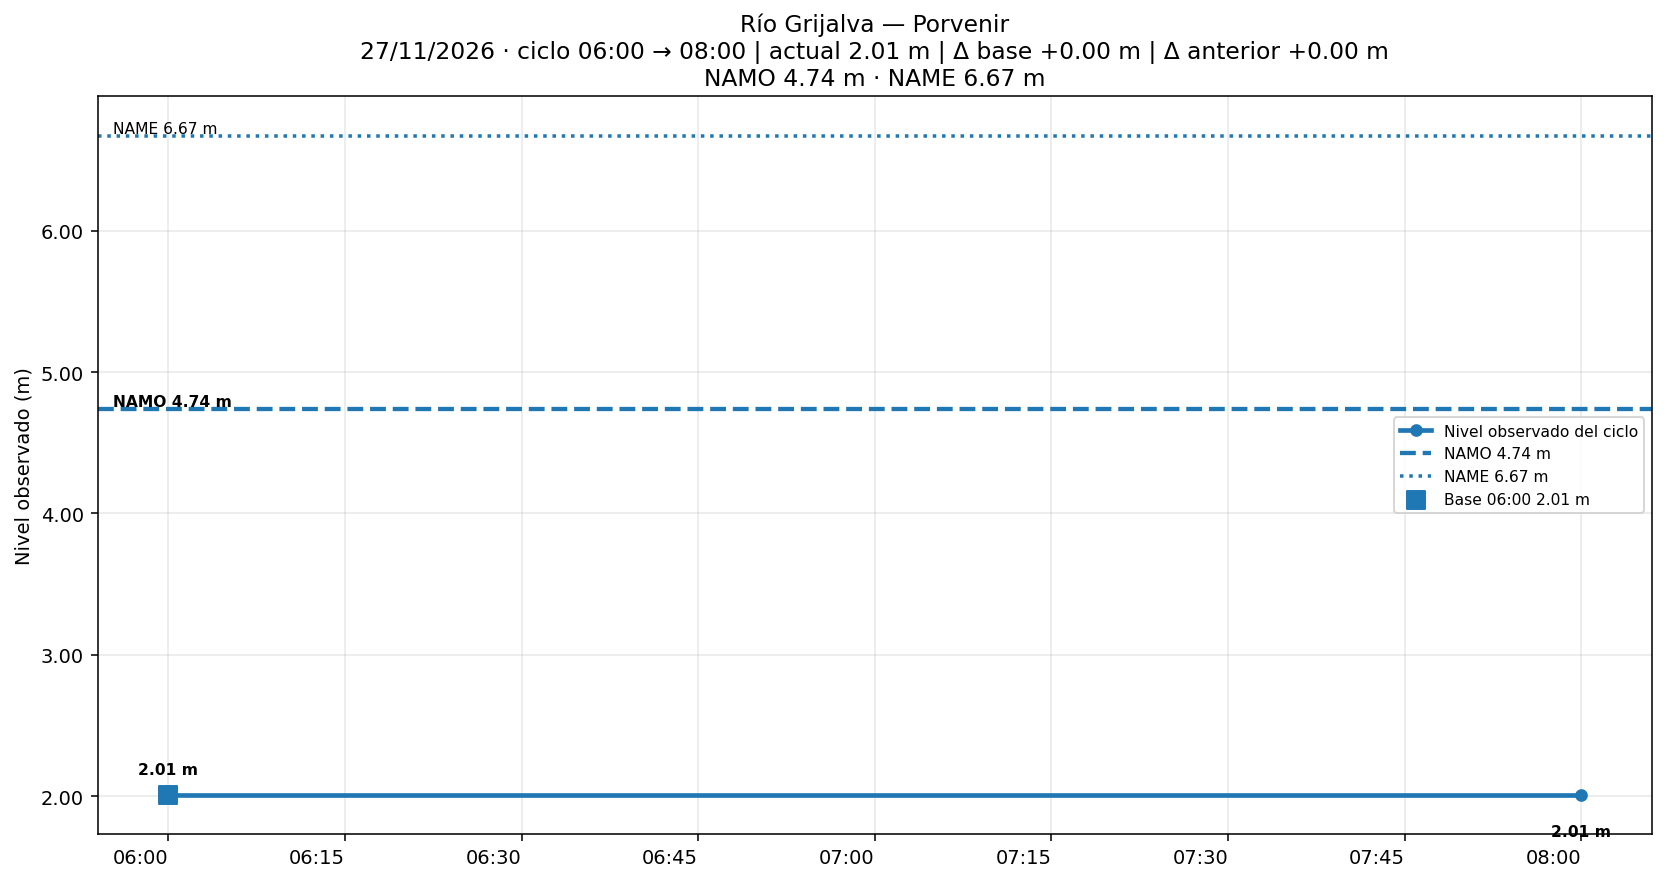 Río Grijalva — Porvenir
27/11/2026 · ciclo 06:00 → 08:00 | actual 2.01 m | Δ base +0.00 m | Δ anterior +0.00 m
NAMO 4.74 m · NAME 6.67 m
NAME 6.67 m
6.00
5.00
NAMO 4.74 m
Nivel observado del ciclo
NAMO 4.74 m
NAME 6.67 m
Base 06:00 2.01 m
4.00
Nivel observado (m)
3.00
2.01 m
2.00
2.01 m
06:00 06:15 06:30 06:45 07:00 07:15 07:30 07:45 08:00